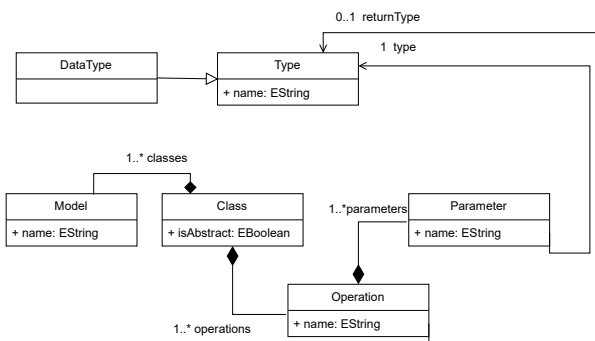 0..1 returnType
1 type
DataType
Type
+ name: EString
1..* classes
Model
+ name: EString
Class
+ isAbstract: EBoolean
1..*parameters
Parameter
+ name: EString
Operation
+ name: EString
1..* operations